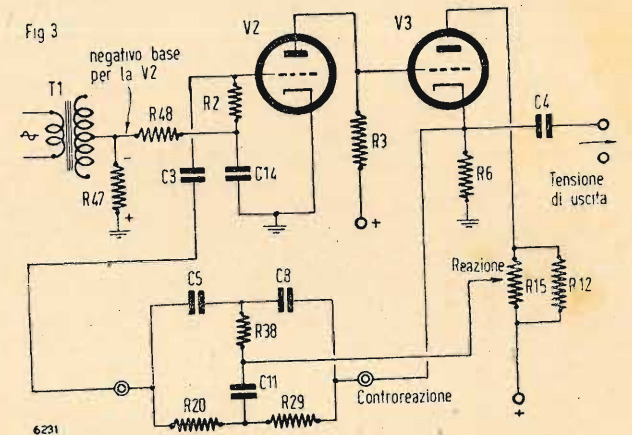 Fig 3
V2
V3
negativo base
per la V2
T1
R48
R2
C4
R3
C3
C14
R6
R47
−
+
+
Tensione
di uscita
C5
C8
Reazione
R15
R12
R38
C11
R20
R29
Controreazione
+
6231